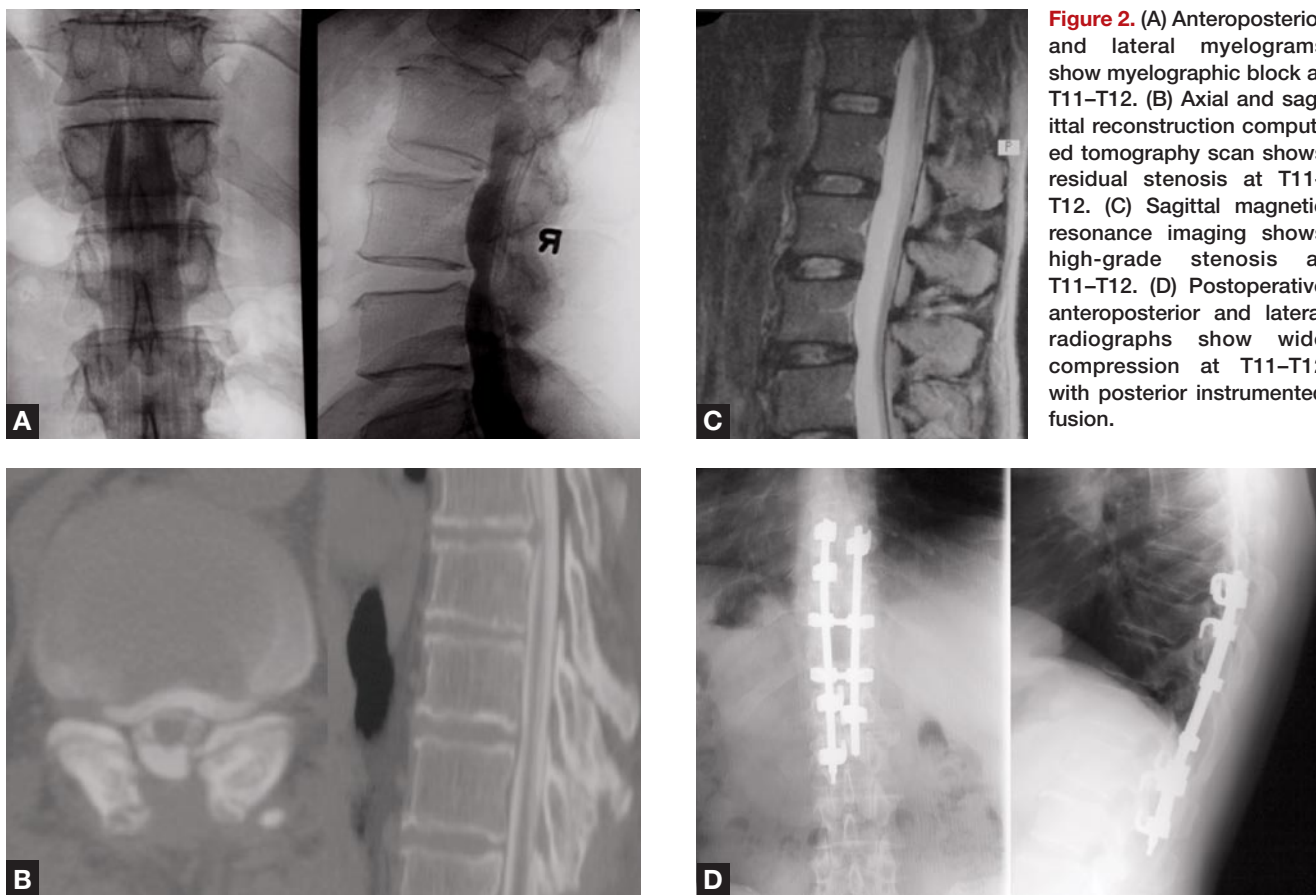 Figure 2. (A) Anteroposterio
and lateral myelograms
show myelographic block a
T11–T12. (B) Axial and sag
ittal reconstruction comput
ed tomography scan shows
residual stenosis at T11–
T12. (C) Sagittal magnetic
resonance imaging shows
high-grade stenosis a
T11–T12. (D) Postoperative
anteroposterior and latera
radiographs show wide
compression at T11–T12
with posterior instrumented
fusion.
R
A
P
C
B
D